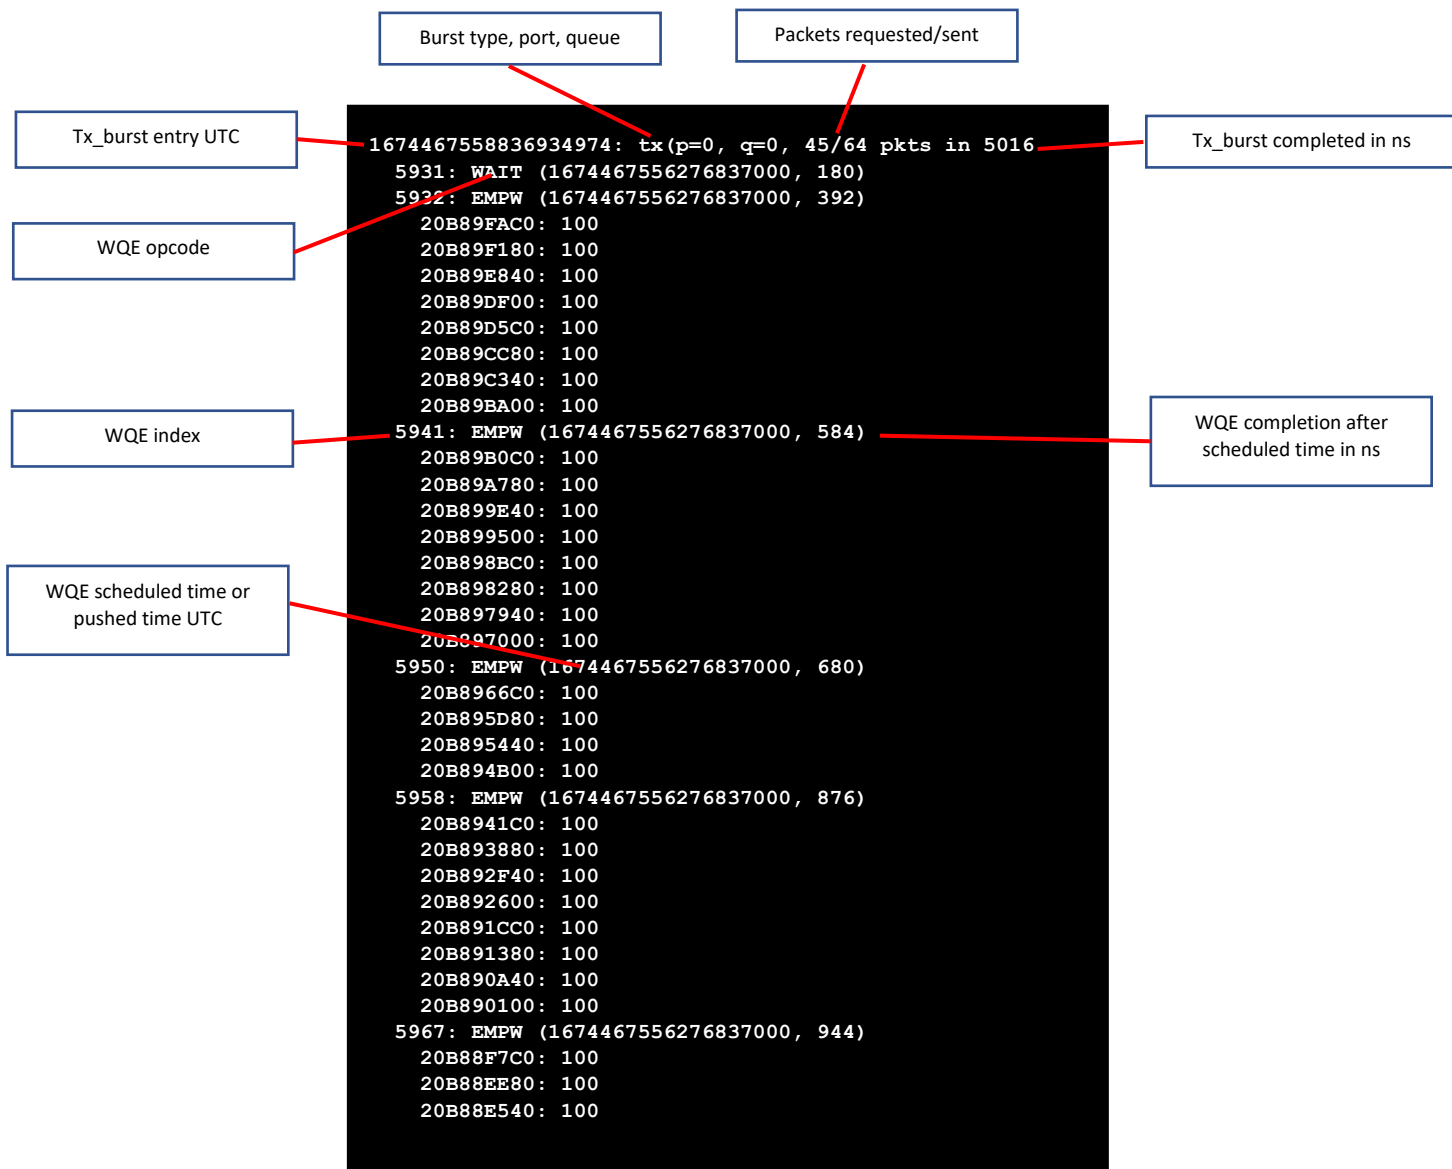 Burst type, port, queue
Packets requested/sent
Tx_burst entry UTC
Tx_burst completed in ns
WQE opcode
WQE index
WQE completion after
scheduled time in ns
WQE scheduled time or
pushed time UTC
1674467558836934974: tx(p=0, q=0, 45/64 pkts in 5016
5931: WAIT (1674467556276837000, 180)
5932: EMPW (1674467556276837000, 392)
20B89FAC0: 100
20B89F180: 100
20B89E840: 100
20B89DF00: 100
20B89D5C0: 100
20B89CC80: 100
20B89C340: 100
20B89BA00: 100
5941: EMPW (1674467556276837000, 584)
20B89B0C0: 100
20B89A780: 100
20B899E40: 100
20B899500: 100
20B898BC0: 100
20B898280: 100
20B897940: 100
20B897000: 100
5950: EMPW (1674467556276837000, 680)
20B8966C0: 100
20B895D80: 100
20B895440: 100
20B894B00: 100
5958: EMPW (1674467556276837000, 876)
20B8941C0: 100
20B893880: 100
20B892F40: 100
20B892600: 100
20B891CC0: 100
20B891380: 100
20B890A40: 100
20B890100: 100
5967: EMPW (1674467556276837000, 944)
20B88F7C0: 100
20B88EE80: 100
20B88E540: 100